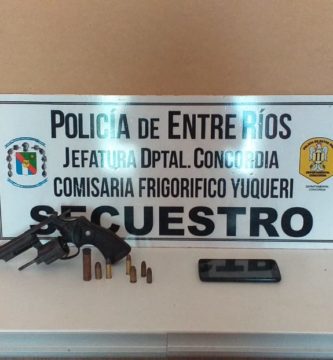 POLICÍA DE ENTRE RÍOS
JEFATURA DPTAL. CONCORDIA
COMISARIA FRIGORIFICO YUQUERI
SECUESTRO